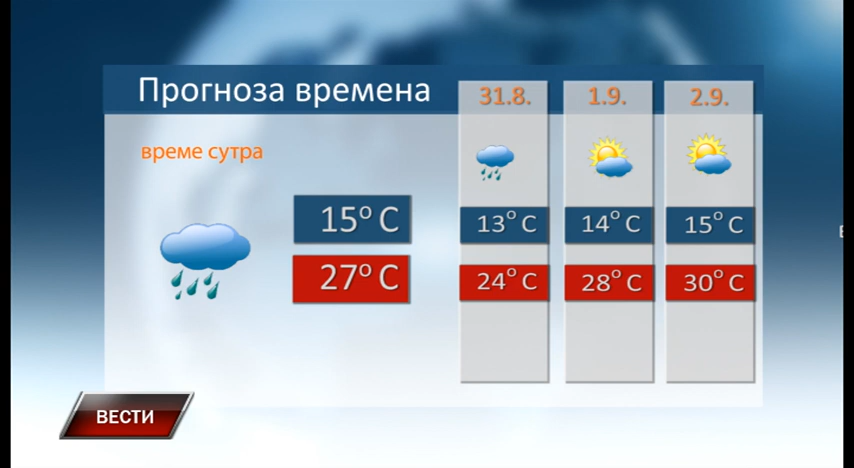 Прогноза времена
31.8.
1.9.
2.9.
време сутра
15° C
13° C
14° C
15° C
27° C
24° C
28° C
30° C
ВЕСТИ